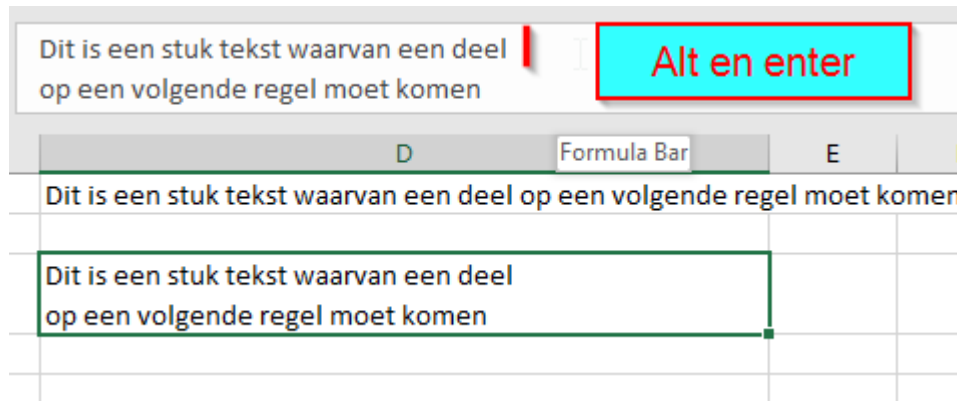 Dit is een stuk tekst waarvan een deel
op een volgende regel moet komen
Alt en enter
D
Formula Bar
E
Dit is een stuk tekst waarvan een deel op een volgende regel moet komen
Dit is een stuk tekst waarvan een deel
op een volgende regel moet komen